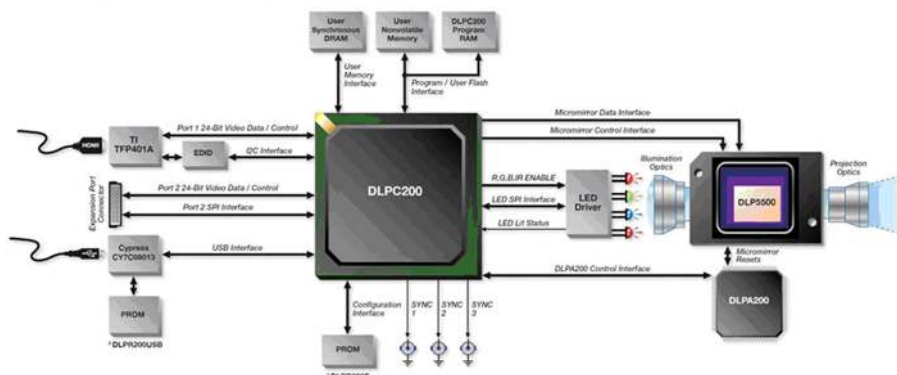 User
Synchronous
DRAM
User
Nonvolatile
Memory
DLPC200
Program
RAM
User
Memory
Interface
Program / User Flash
Interface
HDMI
TI
TFP401A
Port 1 24-Bit Video Data / Control
EDID
I2C Interface
Expansion Port
Connector
Port 2 24-Bit Video Data / Control
Port 2 SPI Interface
Cypress
CY7C68013
USB Interface
PROM
DLPR200USB
DLPC200
Configuration
Interface
PROM
SYNC
1
SYNC
2
SYNC
3
Micromirror Data Interface
Micromirror Control Interface
R,G,B,IR ENABLE
LED SPI Interface
LED Lit Status
LED
Driver
Illumination
Optics
DLP5500
Projection
Optics
DLPA200 Control Interface
Micromirror
Resets
DLPA200